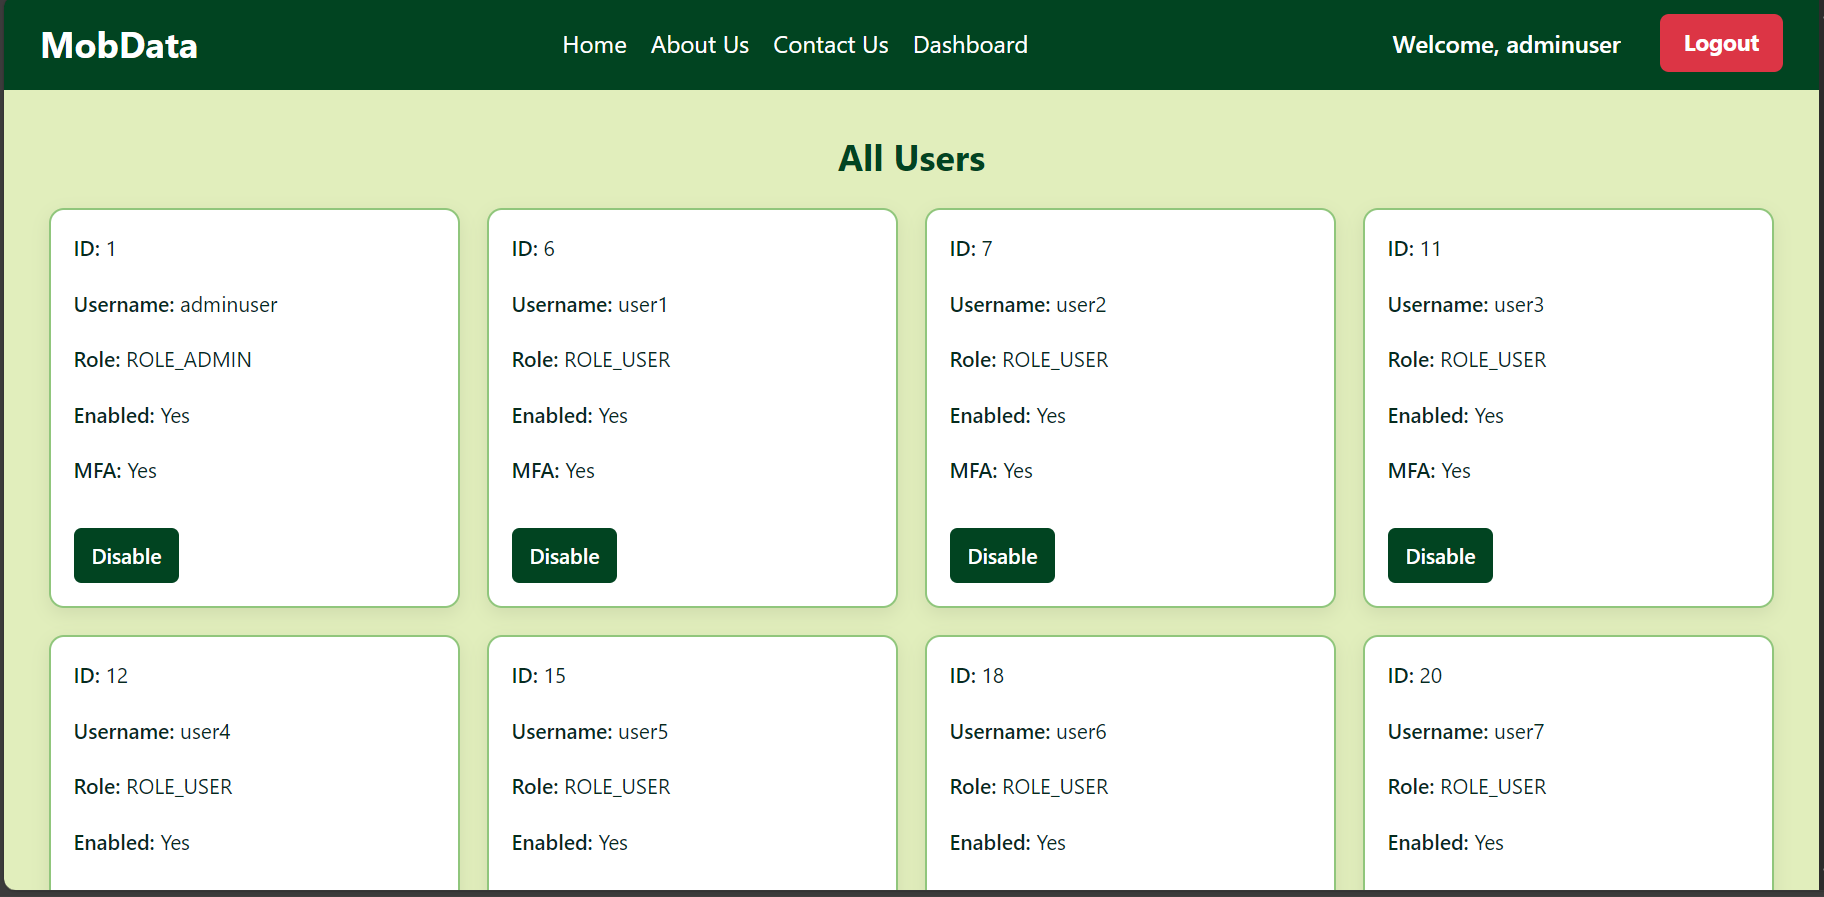 MobData
Home About Us Contact Us Dashboard
Welcome, adminuser
Logout
All Users
ID: 1
Username: adminuser
Role: ROLE_ADMIN
Enabled: Yes
MFA: Yes
Disable
ID: 6
Username: user1
Role: ROLE_USER
Enabled: Yes
MFA: Yes
Disable
ID: 7
Username: user2
Role: ROLE_USER
Enabled: Yes
MFA: Yes
Disable
ID: 11
Username: user3
Role: ROLE_USER
Enabled: Yes
MFA: Yes
Disable
ID: 12
Username: user4
Role: ROLE_USER
Enabled: Yes
ID: 15
Username: user5
Role: ROLE_USER
Enabled: Yes
ID: 18
Username: user6
Role: ROLE_USER
Enabled: Yes
ID: 20
Username: user7
Role: ROLE_USER
Enabled: Yes